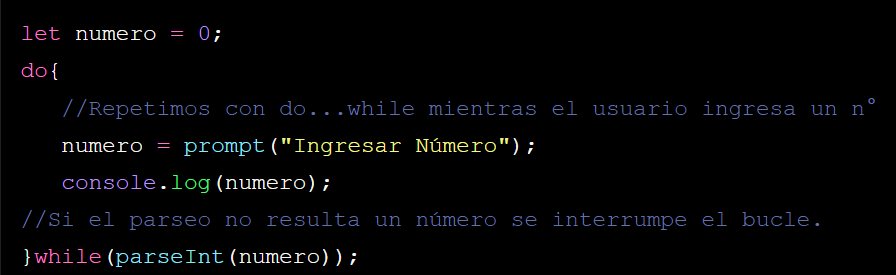 let numero = 0;
do{
   //Repetimos con do...while mientras el usuario ingresa un n°
   numero = prompt("Ingresar Número");
   console.log(numero);
//Si el parseo no resulta un número se interrumpe el bucle.
}while(parseInt(numero));